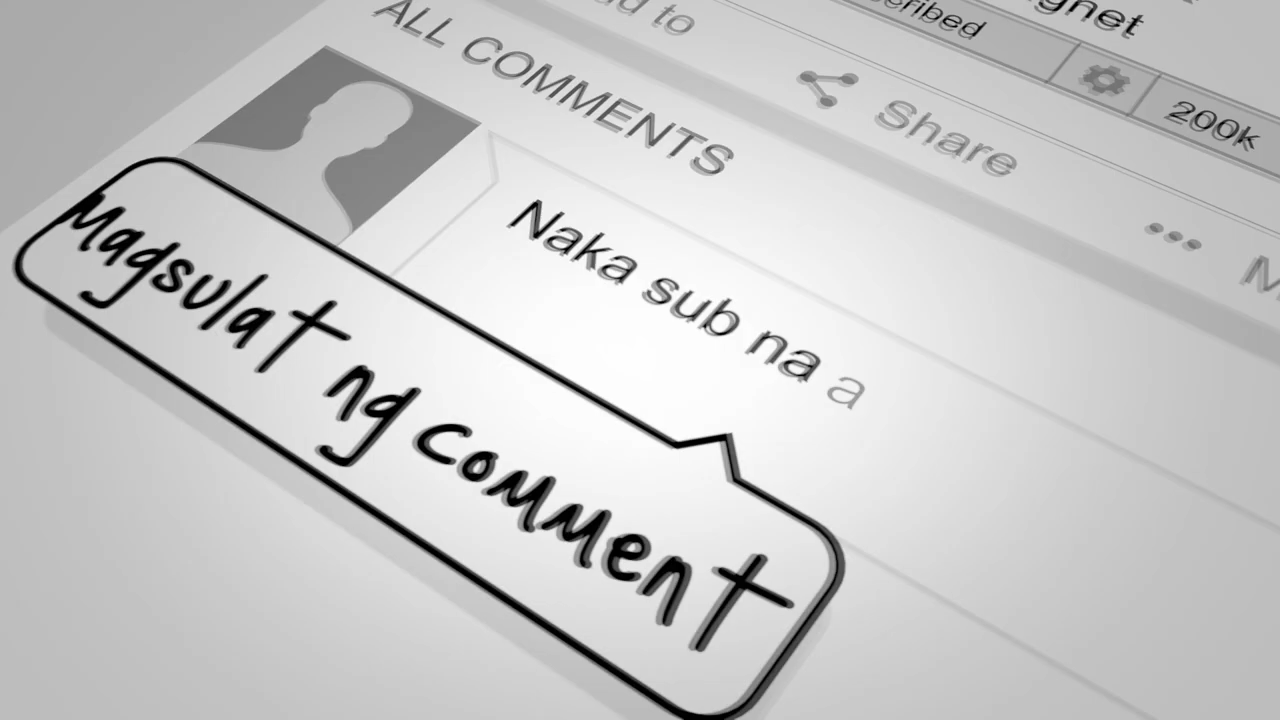 200k
Share
ALL COMMENTS
Naka sub na a
Magsulat ng comment